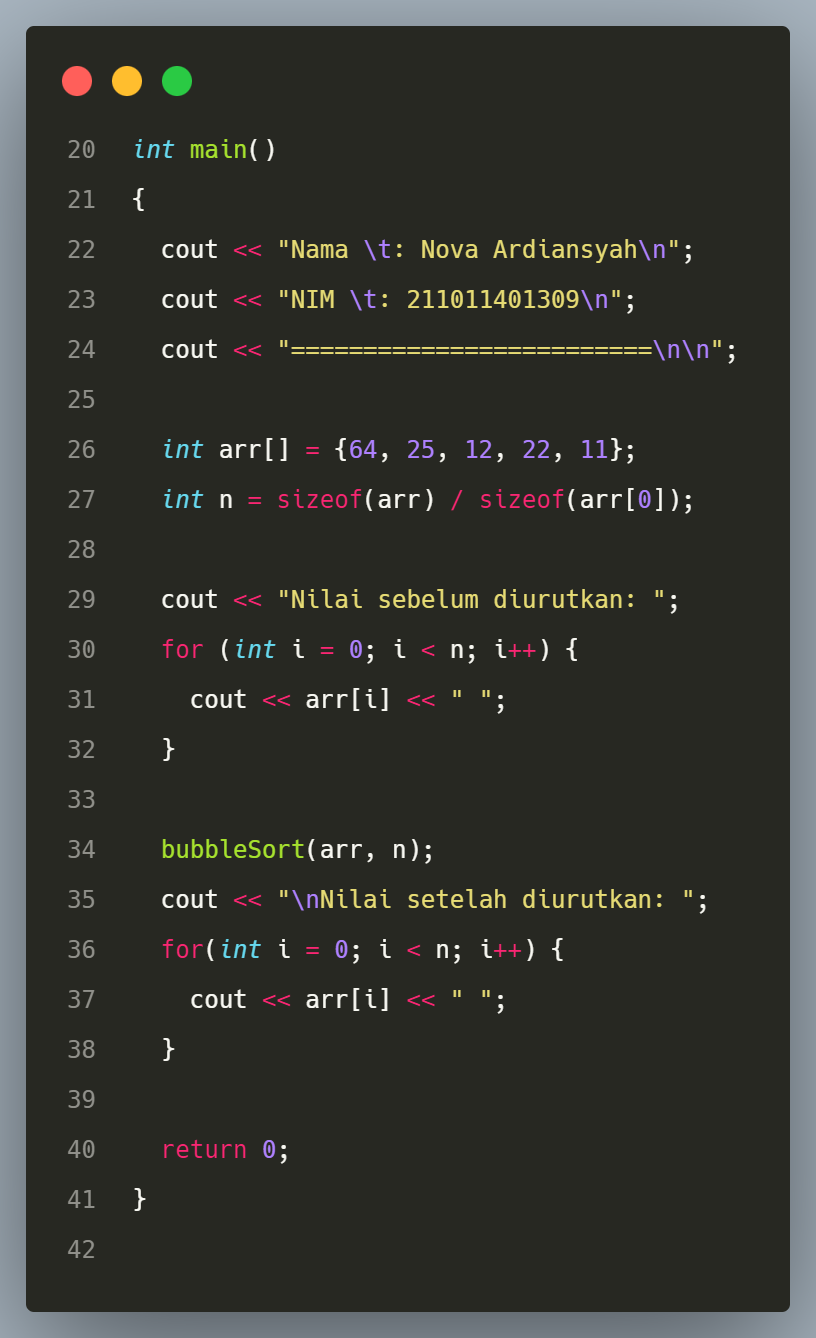 20 int main()
21 {
22   cout << "Nama \t: Nova Ardiansyah\n";
23   cout << "NIM \t: 211011401309\n";
24   cout << "=========================\n\n";
25
26   int arr[] = {64, 25, 12, 22, 11};
27   int n = sizeof(arr) / sizeof(arr[0]);
28
29   cout << "Nilai sebelum diurutkan: ";
30   for (int i = 0; i < n; i++) {
31     cout << arr[i] << " ";
32   }
33
34   bubbleSort(arr, n);
35   cout << "\nNilai setelah diurutkan: ";
36   for(int i = 0; i < n; i++) {
37     cout << arr[i] << " ";
38   }
39
40   return 0;
41 }
42